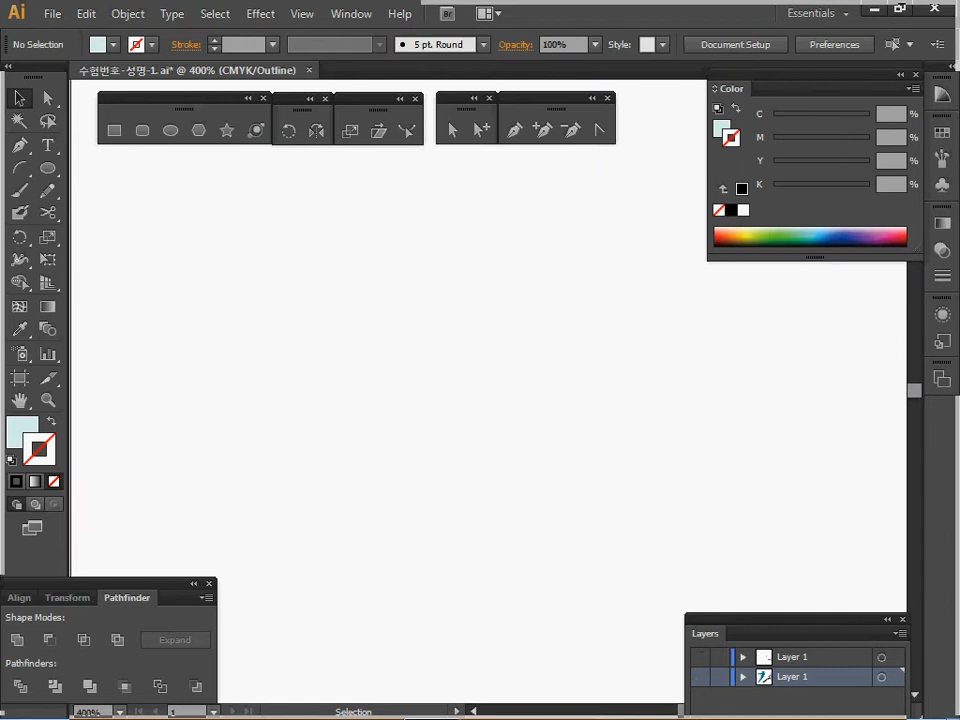 Ai File Edit Object Type Select Effect View Window Help Br Essentials
No Selection Stroke: 5 pt. Round Opacity: 100% Style: Document Setup Preferences
수험번호-성명-1.ai* @ 400% (CMYK/Outline)
Color
C %
M %
Y %
K %
Align Transform Pathfinder
Shape Modes:
Expand
Pathfinders:
Layers
Layer 1
Layer 1
400% 1 Selection